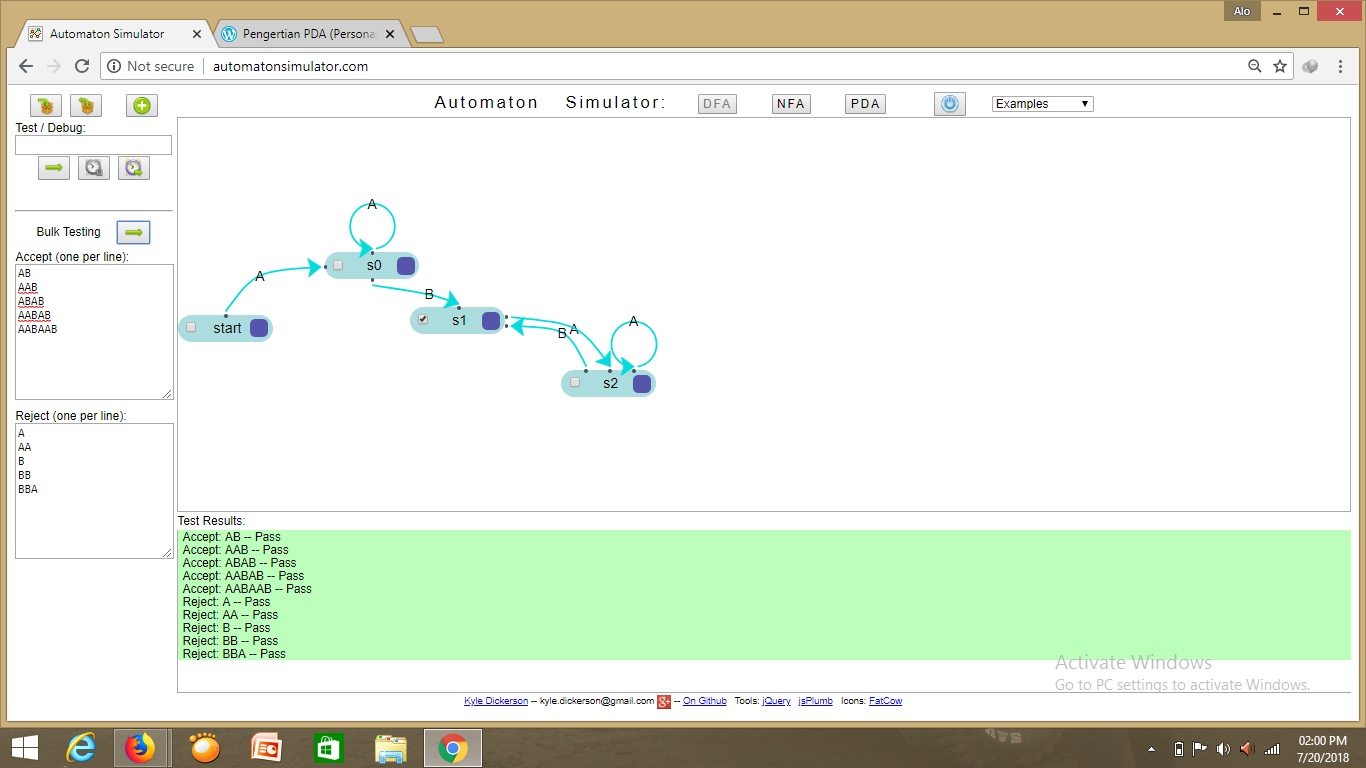 Alo
Automaton Simulator
Pengertian PDA (Persona
Not secure
automatonsimulator.com
Automaton Simulator:
DFA
NFA
PDA
Examples
Test / Debug:
Bulk Testing
Accept (one per line):
AB
AAB
ABAB
AABAB
AABAAB
Reject (one per line):
A
AA
B
BB
BBA
A
s0
A
B
start
s1
B
A
A
s2
Test Results:
Accept: AB -- Pass
Accept: AAB -- Pass
Accept: ABAB -- Pass
Accept: AABAB -- Pass
Accept: AABAAB -- Pass
Reject: A -- Pass
Reject: AA -- Pass
Reject: B -- Pass
Reject: BB -- Pass
Reject: BBA -- Pass
Activate Windows
Go to PC settings to activate Windows.
Kyle Dickerson -- kyle.dickerson@gmail.com g+ -- On Github Tools: jQuery jsPlumb Icons: FatCow
02:00 PM
7/20/2018